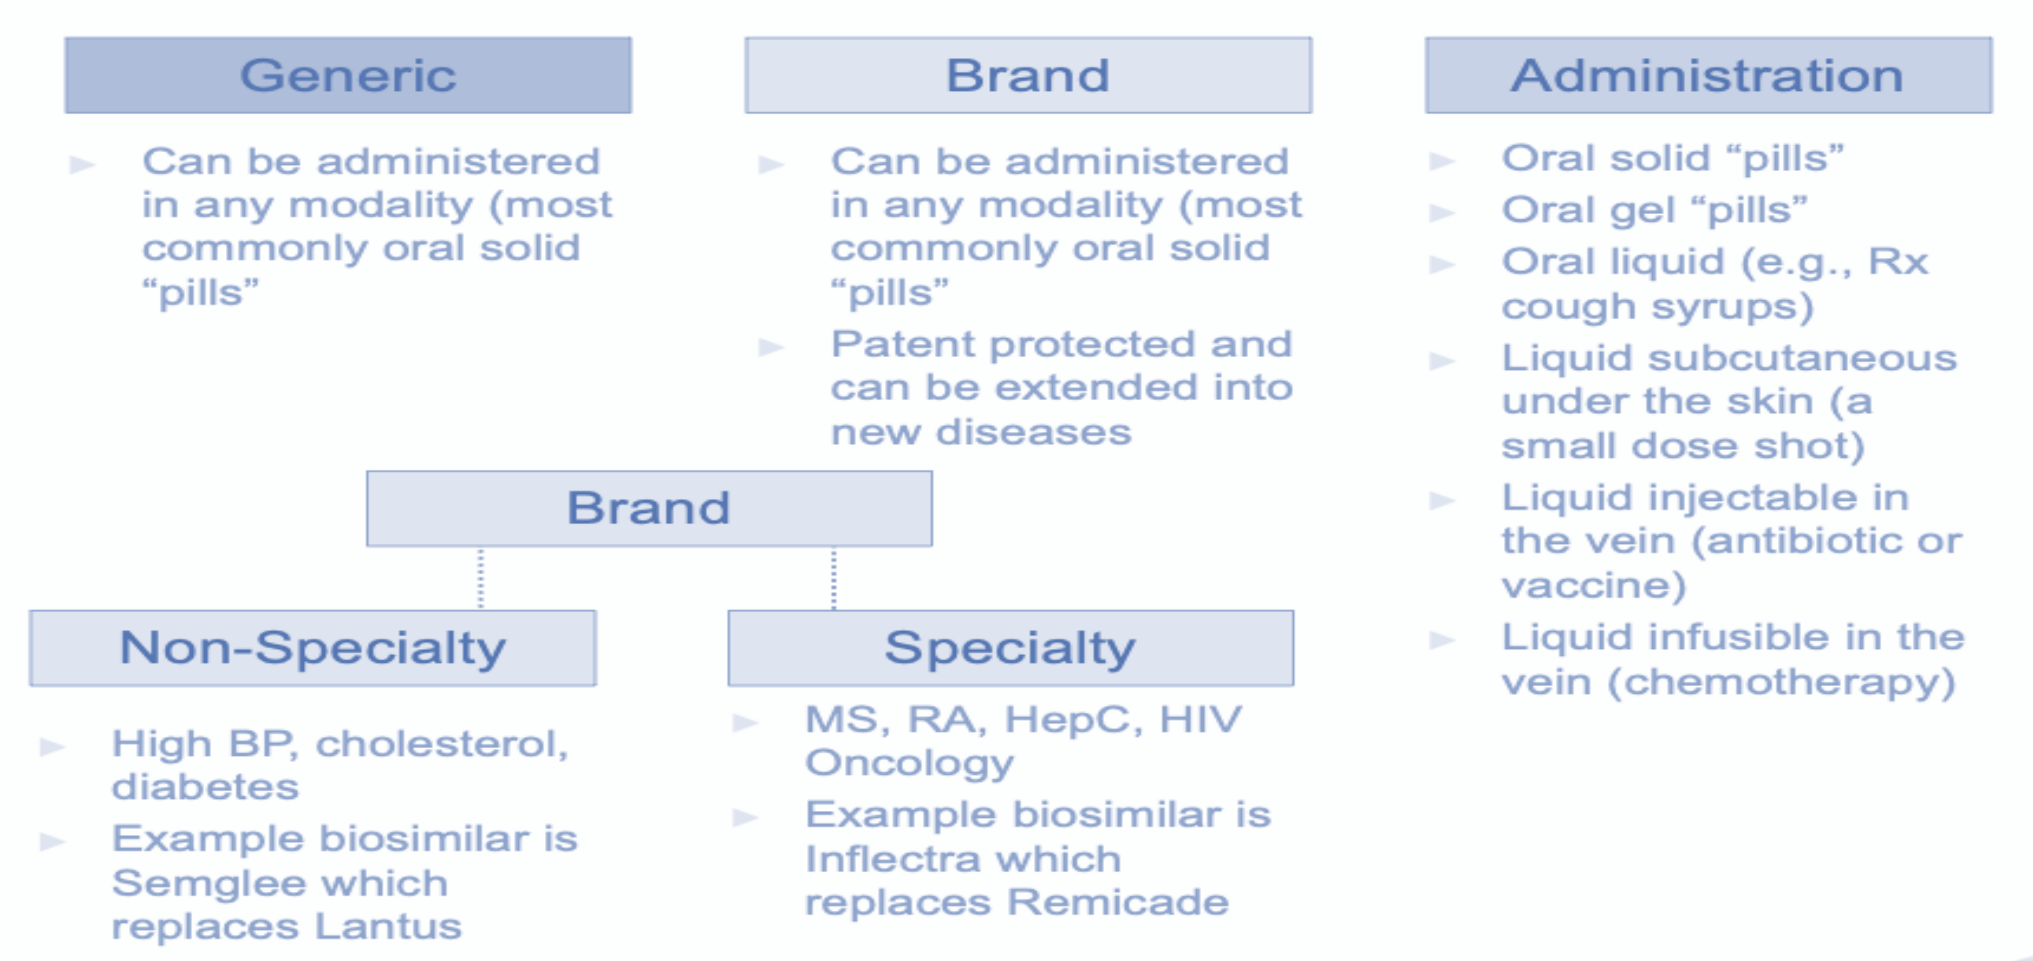 Generic
Can be administered
in any modality (most
commonly oral solid
“pills”
Brand
Can be administered
in any modality (most
commonly oral solid
“pills”
Patent protected and
can be extended into
new diseases
Administration
Oral solid “pills”
Oral gel “pills”
Oral liquid (e.g., Rx
cough syrups)
Liquid subcutaneous
under the skin (a
small dose shot)
Liquid injectable in
the vein (antibiotic or
vaccine)
Liquid infusible in the
vein (chemotherapy)
Brand
Non-Specialty
High BP, cholesterol,
diabetes
Example biosimilar is
Semglee which
replaces Lantus
Specialty
MS, RA, HepC, HIV
Oncology
Example biosimilar is
Inflectra which
replaces Remicade